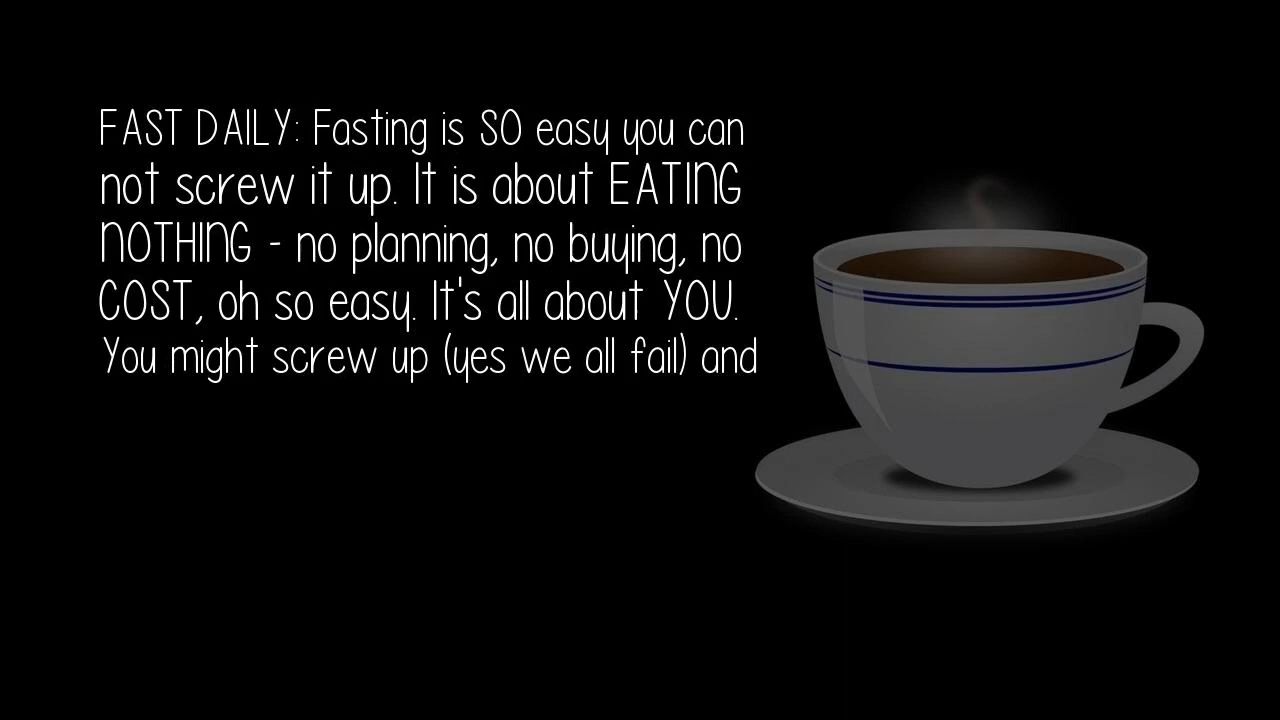 FAST DAILY: Fasting is SO easy you can
not screw it up. It is about EATING
NOTHING - no planning, no buying, no
COST, oh so easy. It's all about YOU.
You might screw up (yes we all fail) and